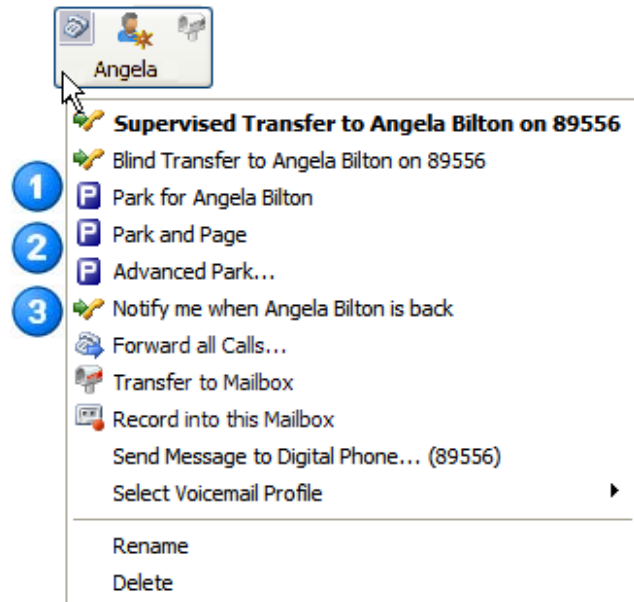 Angela
Supervised Transfer to Angela Bilton on 89556
Blind Transfer to Angela Bilton on 89556
1
P Park for Angela Bilton
2
P Park and Page
P Advanced Park...
3
Notify me when Angela Bilton is back
Forward all Calls...
Transfer to Mailbox
Record into this Mailbox
Send Message to Digital Phone... (89556)
Select Voicemail Profile
Rename
Delete